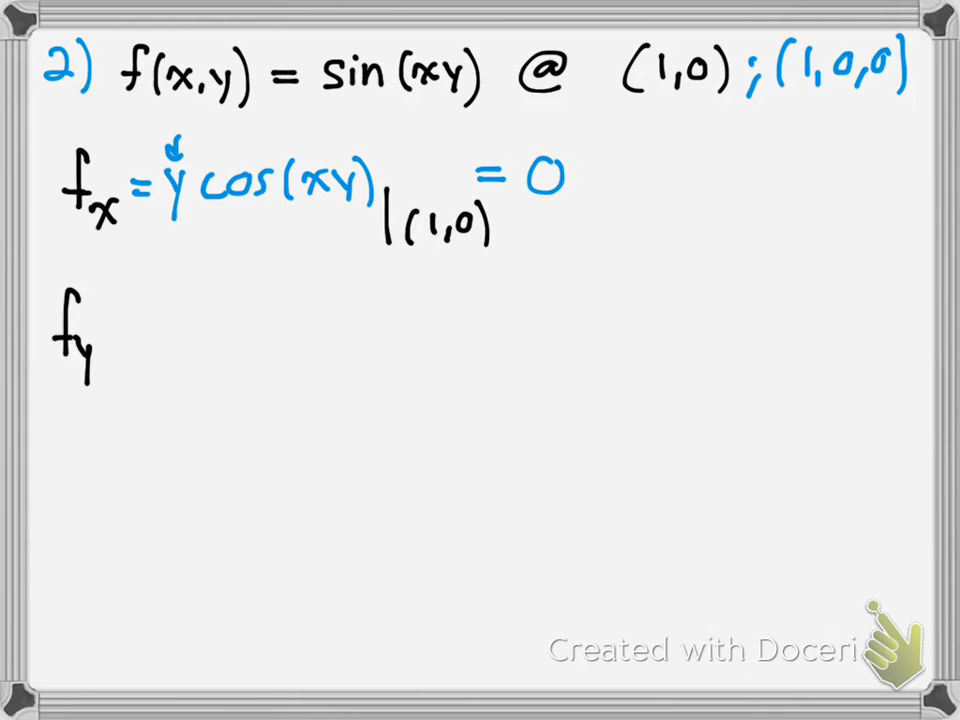 2) f(x,y) = sin(xy) @ (1,0) ; (1,0,0)
fx = y cos(xy) |(1,0) = 0
fy
Created with Doceri